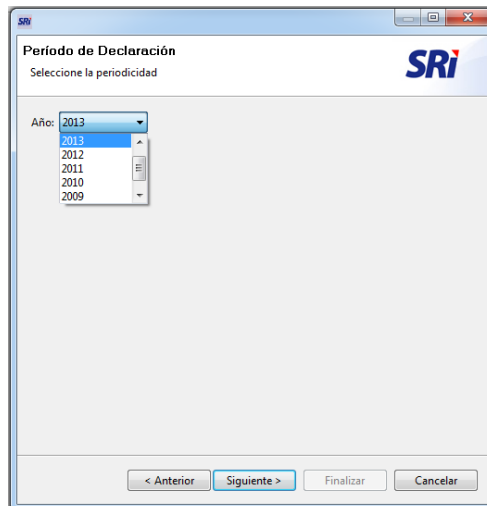 SRi
Período de Declaración
Seleccione la periodicidad
SRi
Año: 2013
2013
2012
2011
2010
2009
< Anterior
Siguiente >
Finalizar
Cancelar